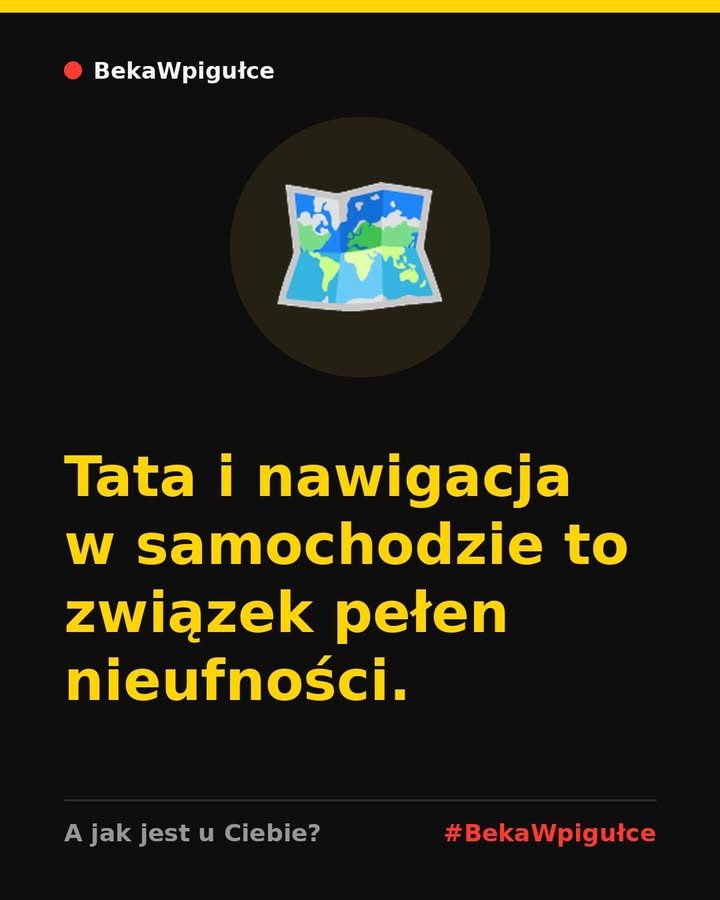 BekaWpigułce
Tata i nawigacja
w samochodzie to
związek pełen
nieufności.
A jak jest u Ciebie?
#BekaWpigułce